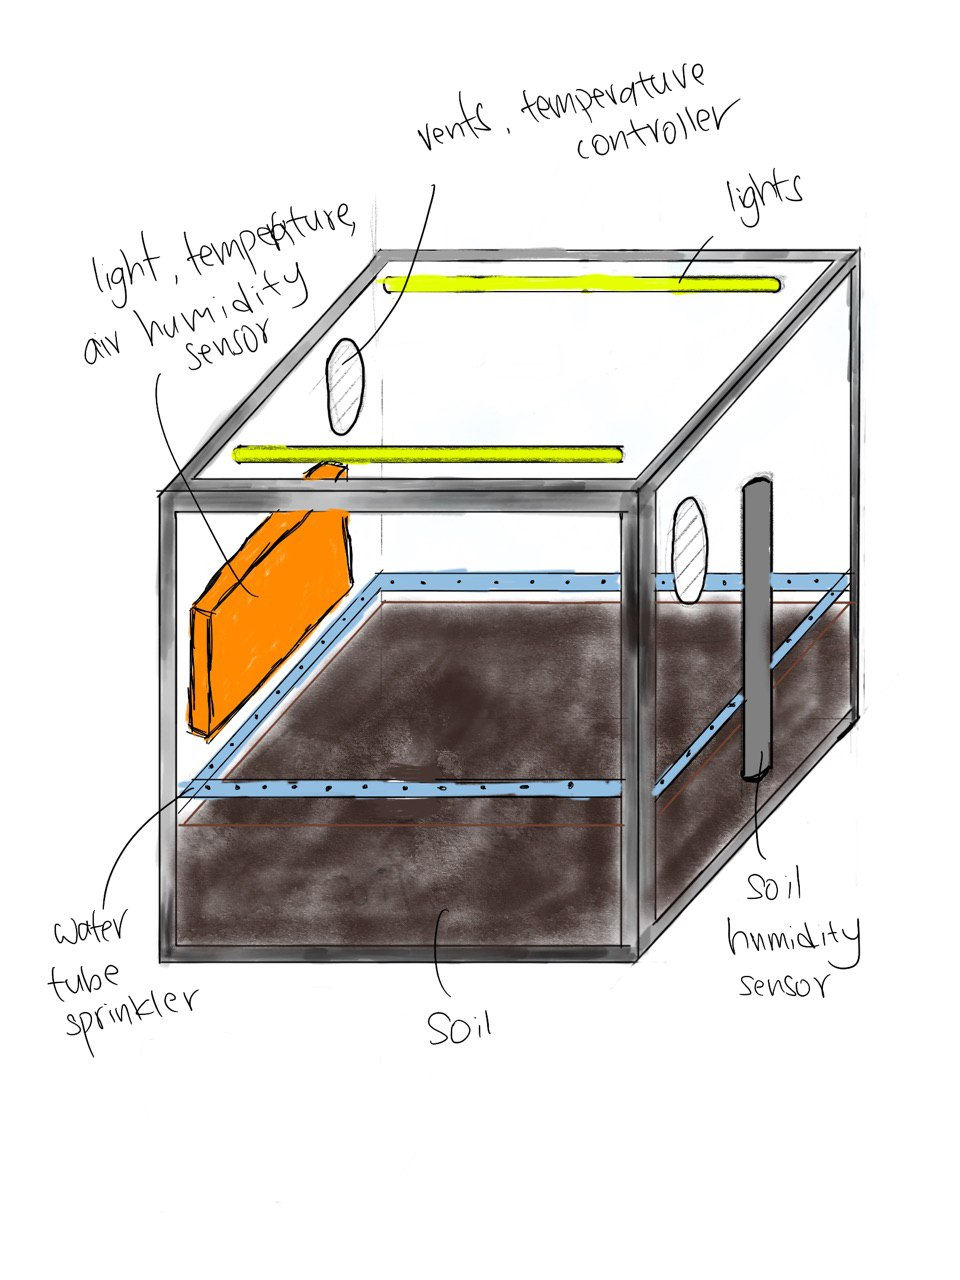 vents, temperature
controller
lights
light, temperature,
air humidity
sensor
water
tube
sprinkler
soil
soil
humidity
sensor